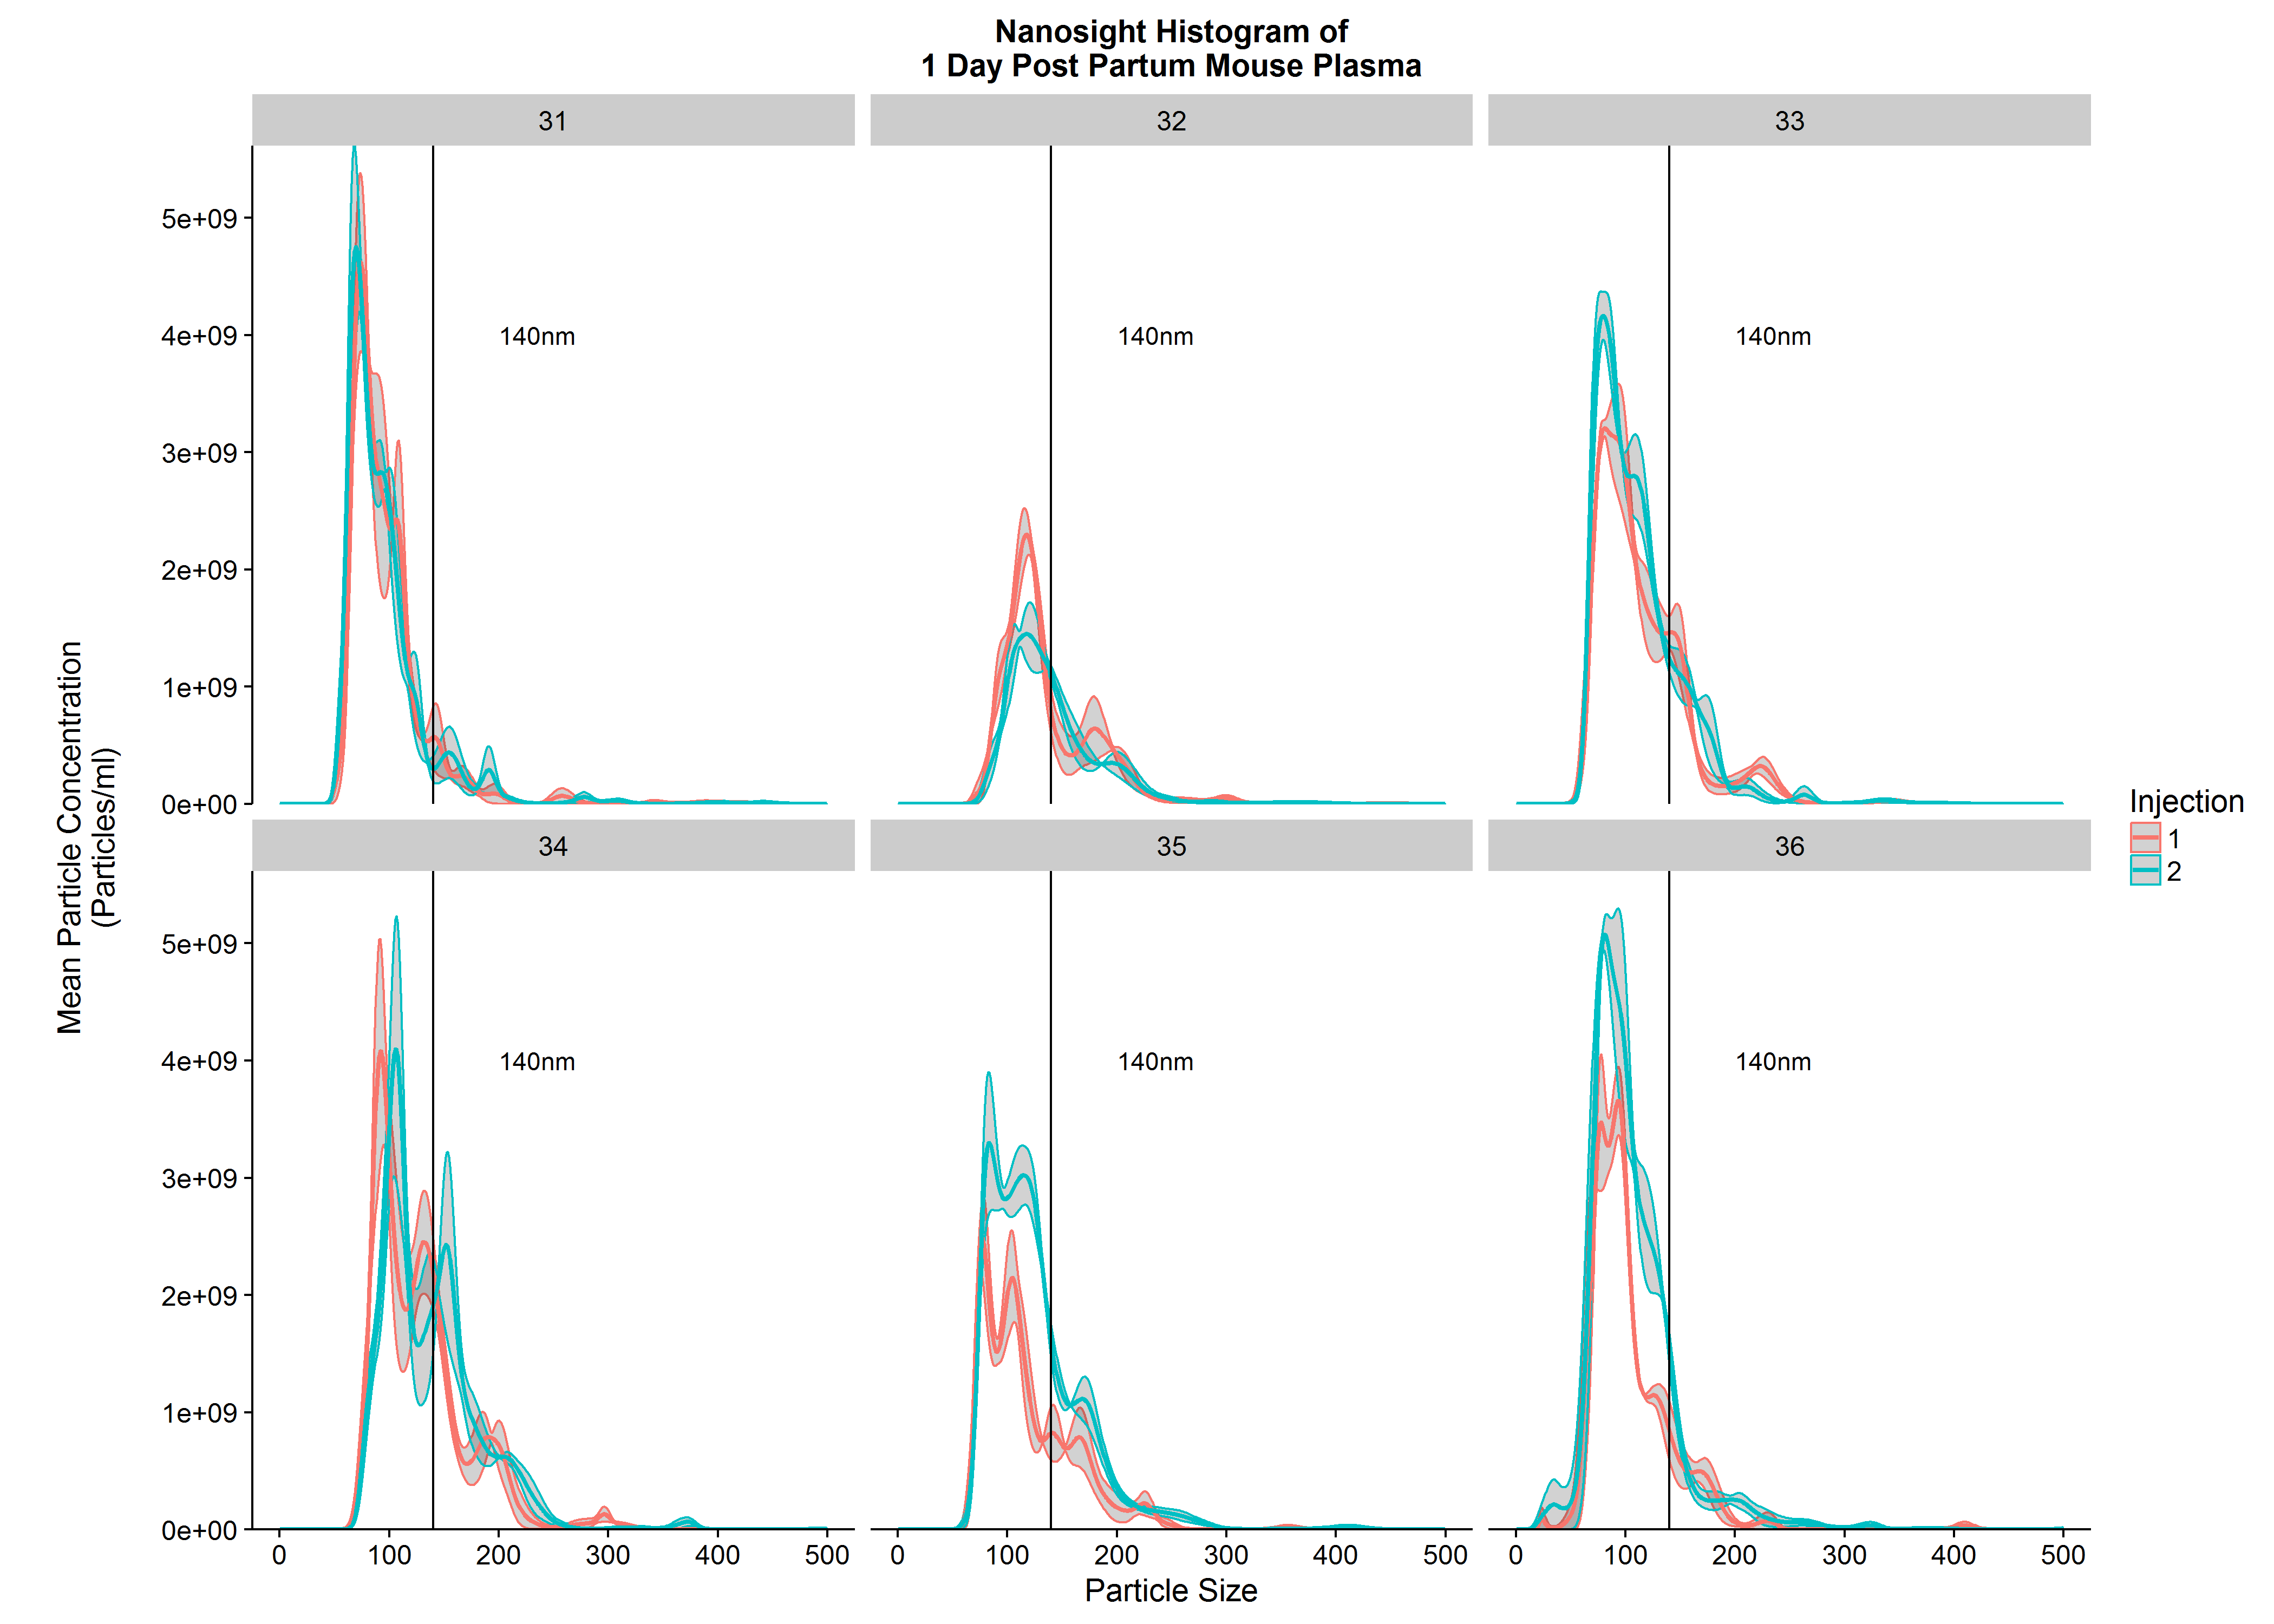 Nanosight Histogram of
1 Day Post Partum Mouse Plasma
31
32
33
5e+09
4e+09
3e+09
2e+09
1e+09
0e+00
140nm
140nm
140nm
34
35
36
5e+09
4e+09
3e+09
2e+09
1e+09
0e+00
140nm
140nm
140nm
0 100 200 300 400 500
0 100 200 300 400 500
0 100 200 300 400 500
Particle Size
Mean Particle Concentration
(Particles/ml)
Injection
1
2